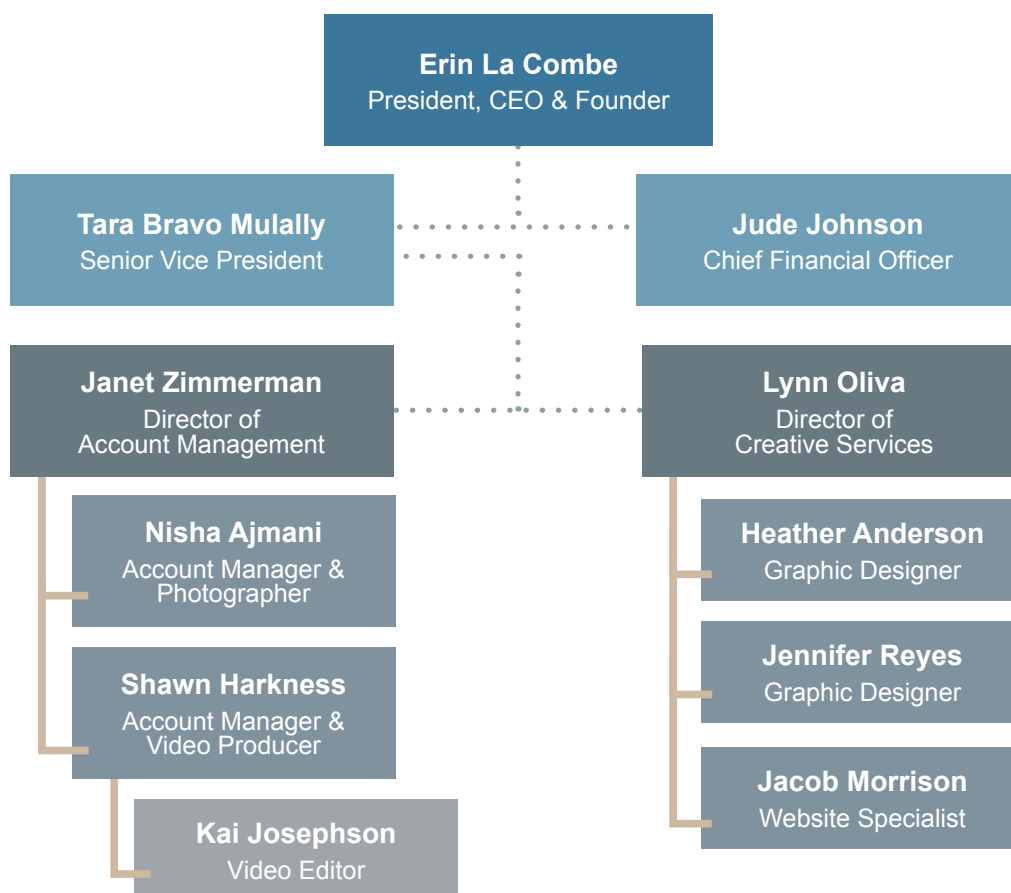 Erin La Combe
President, CEO & Founder
Tara Bravo Mulally
Senior Vice President
Jude Johnson
Chief Financial Officer
Janet Zimmerman
Director of
Account Management
Lynn Oliva
Director of
Creative Services
Nisha Ajmani
Account Manager &
Photographer
Shawn Harkness
Account Manager &
Video Producer
Kai Josephson
Video Editor
Heather Anderson
Graphic Designer
Jennifer Reyes
Graphic Designer
Jacob Morrison
Website Specialist